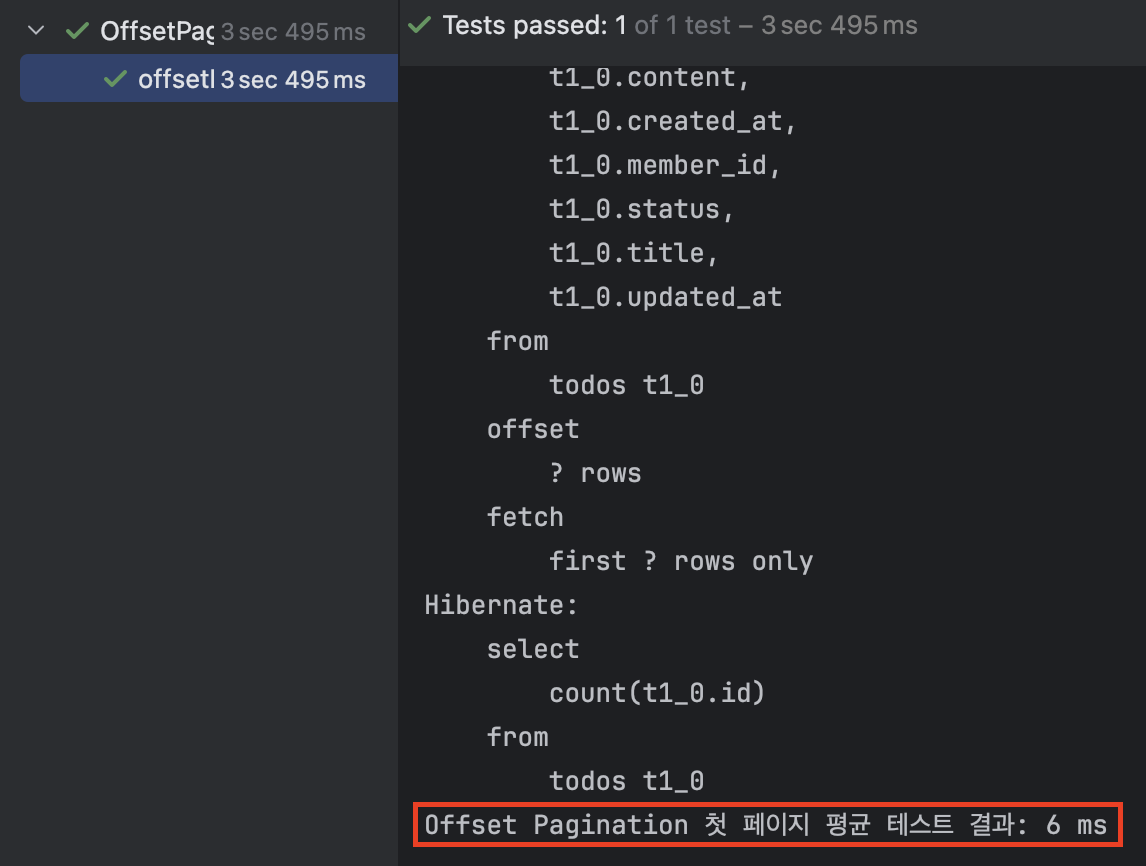 OffsetPag 3 sec 495 ms
offsetl 3 sec 495 ms
Tests passed: 1 of 1 test – 3 sec 495 ms
t1_0.content,
t1_0.created_at,
t1_0.member_id,
t1_0.status,
t1_0.title,
t1_0.updated_at
from
todos t1_0
offset
? rows
fetch
first ? rows only
Hibernate:
select
count(t1_0.id)
from
todos t1_0
Offset Pagination 첫 페이지 평균 테스트 결과: 6 ms